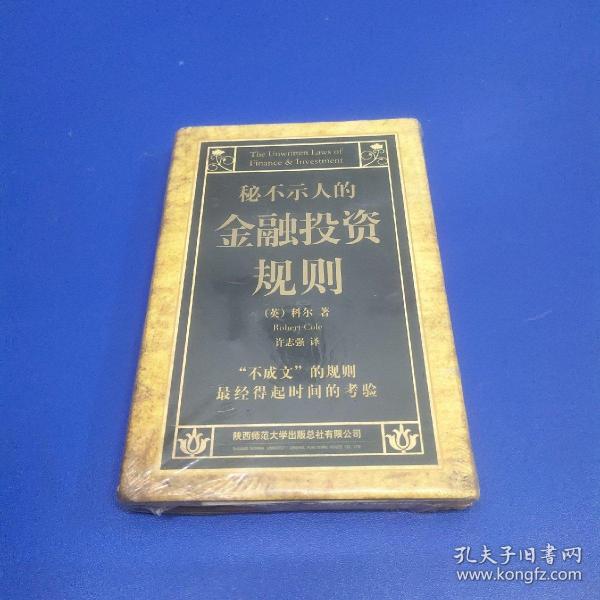 The Unwritten Laws of
Finance & Investment
秘不示人的
金融投资
规则
（英）科尔 著
Robert Cole
许志强 译
“不成文”的规则
最经得起时间的考验
陕西师范大学出版总社有限公司
孔夫子旧书网
www.kongfz.com